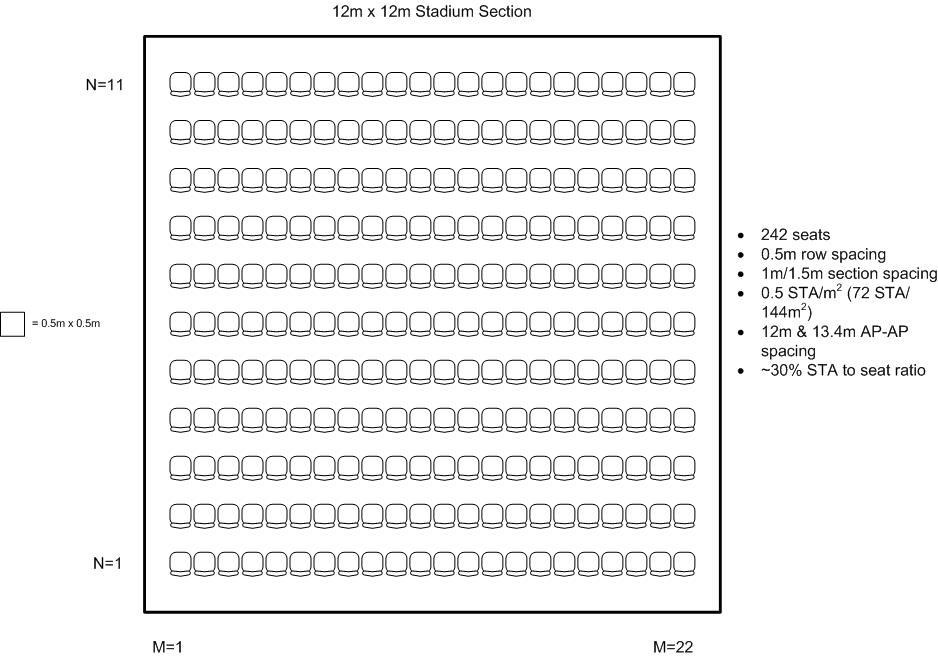 12m x 12m Stadium Section
N=11
• 242 seats
• 0.5m row spacing
• 1m/1.5m section spacing
• 0.5 STA/m² (72 STA/
144m²)
= 0.5m x 0.5m
• 12m & 13.4m AP-AP
spacing
• ~30% STA to seat ratio
N=1
M=1
M=22